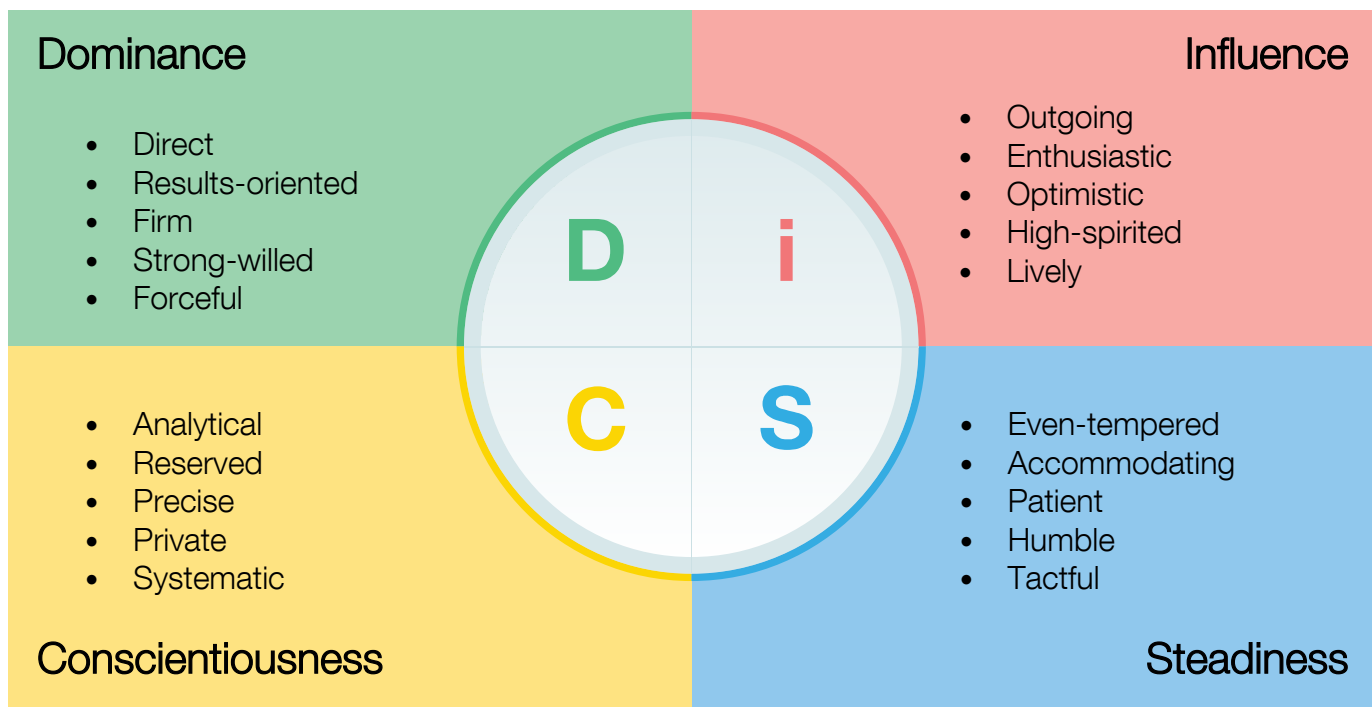 Dominance
• Direct
• Results-oriented
• Firm
• Strong-willed
• Forceful
Influence
• Outgoing
• Enthusiastic
• Optimistic
• High-spirited
• Lively
D
i
C
S
• Analytical
• Reserved
• Precise
• Private
• Systematic
Conscientiousness
• Even-tempered
• Accommodating
• Patient
• Humble
• Tactful
Steadiness